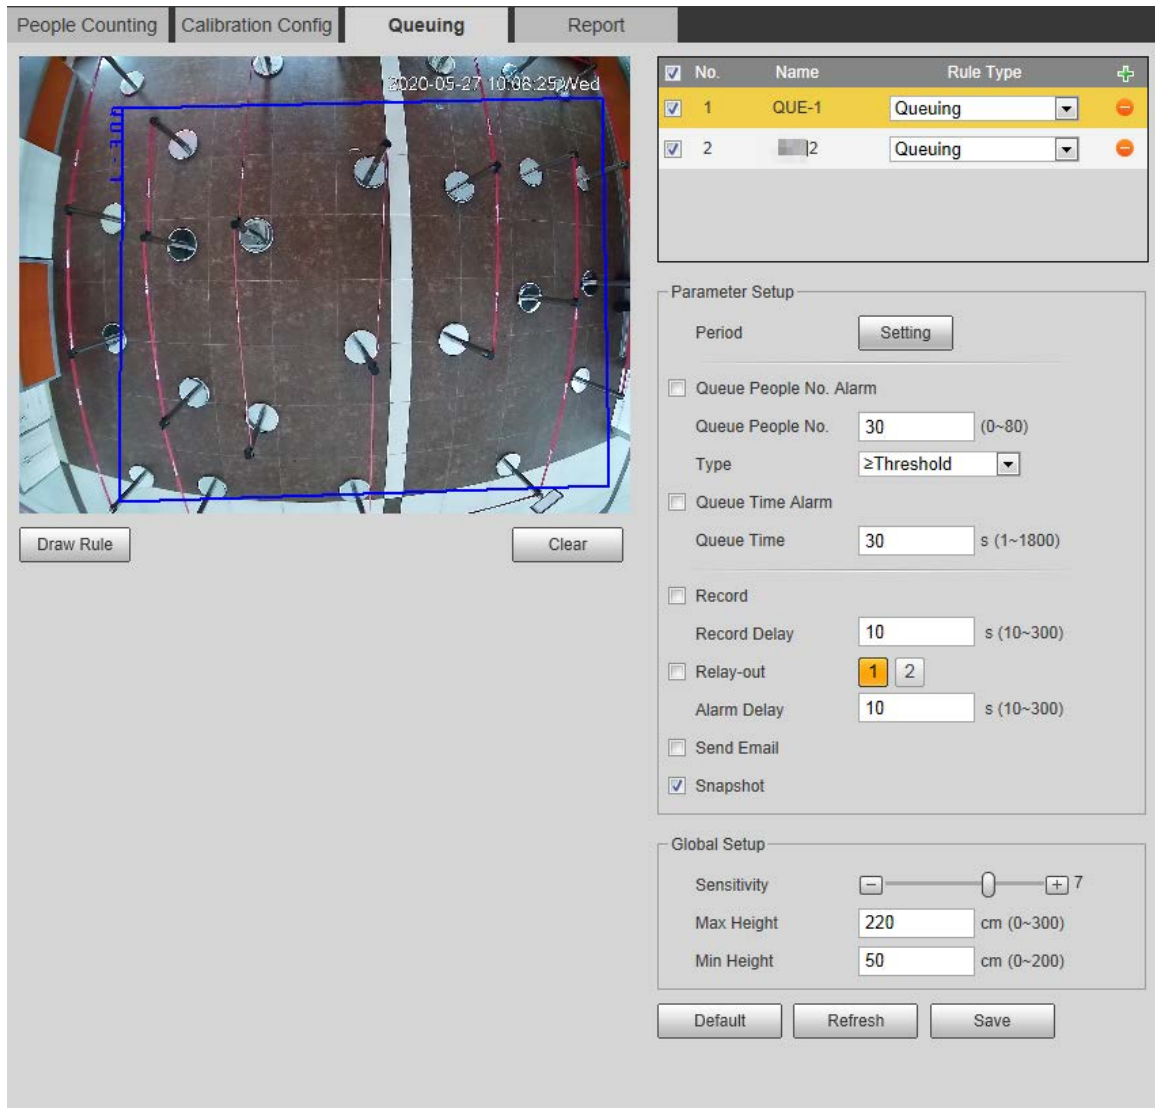 People Counting Calibration Config Queuing Report
2020-05-27 10:08:25 Wed
QUE-1
No. Name Rule Type
1 QUE-1 Queuing
2 2 Queuing
Parameter Setup
Period Setting
Queue People No. Alarm
Queue People No. 30 (0~80)
Type ≥Threshold
Queue Time Alarm
Queue Time 30 s (1~1800)
Record
Record Delay 10 s (10~300)
Relay-out 1 2
Alarm Delay 10 s (10~300)
Send Email
Snapshot
Draw Rule Clear
Global Setup
Sensitivity 7
Max Height 220 cm (0~300)
Min Height 50 cm (0~200)
Default Refresh Save